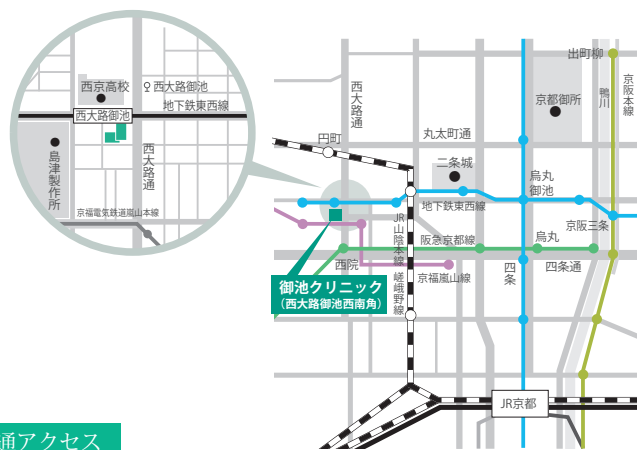 西京高校
西大路御池
地下鉄東西線
西大路御池
島津製作所
西大路通
京福電気鉄道嵐山本線
出町柳
京阪本線
鴨川
西大路通
京都御所
円町
丸太町通
二条城
烏丸
御池
地下鉄東西線
京阪三条
JR山陰本線
嵯峨野線
阪急京都線
烏丸
西院
京福嵐山線
四条
四条通
御池クリニック
(西大路御池西南角)
JR京都
通アクセス